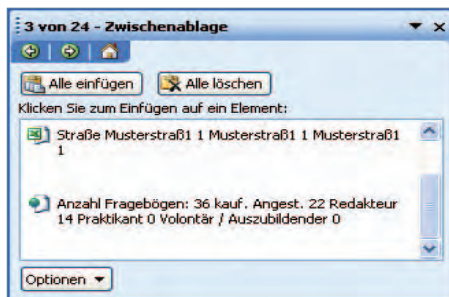 3 von 24 - Zwischenablage
Alle einfügen Alle löschen
Klicken Sie zum Einfügen auf ein Element:
Straße Musterstraß1 1 Musterstraß1 1 Musterstraß1
1
Anzahl Fragebögen: 36 kauf. Angest. 22 Redakteur
14 Praktikant 0 Volontär / Auszubildender 0
Optionen